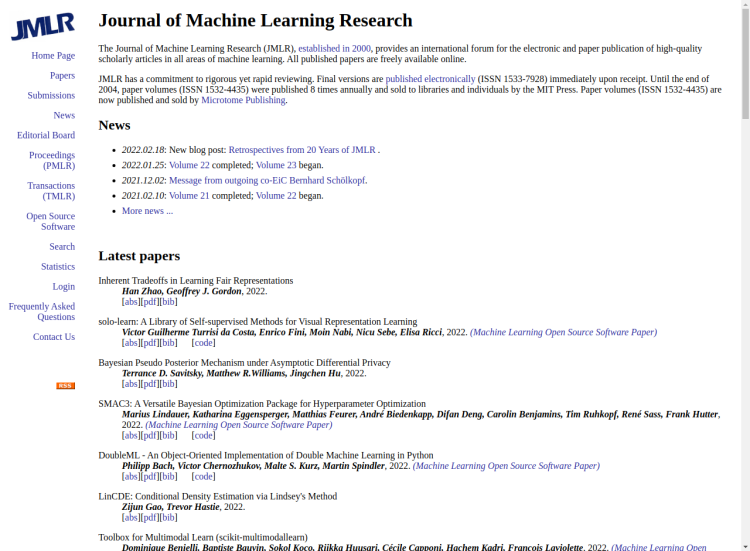 JMLR
Home Page
Papers
Submissions
News
Editorial Board
Proceedings
(PMLR)
Transactions
(TMLR)
Open Source
Software
Search
Statistics
Login
Frequently Asked
Questions
Contact Us
RSS
Journal of Machine Learning Research
The Journal of Machine Learning Research (JMLR), established in 2000, provides an international forum for the electronic and paper publication of high-quality
scholarly articles in all areas of machine learning. All published papers are freely available online.
JMLR has a commitment to rigorous yet rapid reviewing. Final versions are published electronically (ISSN 1533-7928) immediately upon receipt. Until the end of
2004, paper volumes (ISSN 1532-4435) were published 8 times annually and sold to libraries and individuals by the MIT Press. Paper volumes (ISSN 1532-4435) are
now published and sold by Microtome Publishing.
News
• 2022.02.18: New blog post: Retrospectives from 20 Years of JMLR .
• 2022.01.25: Volume 22 completed; Volume 23 began.
• 2021.12.02: Message from outgoing co-EiC Bernhard Schölkopf.
• 2021.02.10: Volume 21 completed; Volume 22 began.
• More news ...
Latest papers
Inherent Tradeoffs in Learning Fair Representations
Han Zhao, Geoffrey J. Gordon, 2022.
[abs][pdf][bib]
solo-learn: A Library of Self-supervised Methods for Visual Representation Learning
Victor Guilherme Turrisi da Costa, Enrico Fini, Moin Nabi, Nicu Sebe, Elisa Ricci, 2022. (Machine Learning Open Source Software Paper)
[abs][pdf][bib] [code]
Bayesian Pseudo Posterior Mechanism under Asymptotic Differential Privacy
Terrance D. Savitsky, Matthew R.Williams, Jingchen Hu, 2022.
[abs][pdf][bib]
SMAC3: A Versatile Bayesian Optimization Package for Hyperparameter Optimization
Marius Lindauer, Katharina Eggensperger, Matthias Feurer, André Biedenkapp, Difan Deng, Carolin Benjamins, Tim Ruhkopf, René Sass, Frank Hutter,
2022. (Machine Learning Open Source Software Paper)
[abs][pdf][bib] [code]
DoubleML - An Object-Oriented Implementation of Double Machine Learning in Python
Philipp Bach, Victor Chernozhukov, Malte S. Kurz, Martin Spindler, 2022. (Machine Learning Open Source Software Paper)
[abs][pdf][bib] [code]
LinCDE: Conditional Density Estimation via Lindsey's Method
Zijun Gao, Trevor Hastie, 2022.
[abs][pdf][bib]
Toolbox for Multimodal Learn (scikit-multimodallearn)
Dominique Benielli, Baptiste Bauvin, Sokol Koço, Riikka Huusari, Cécile Capponi, Hachem Kadri, François Laviolette, 2022. (Machine Learning Open